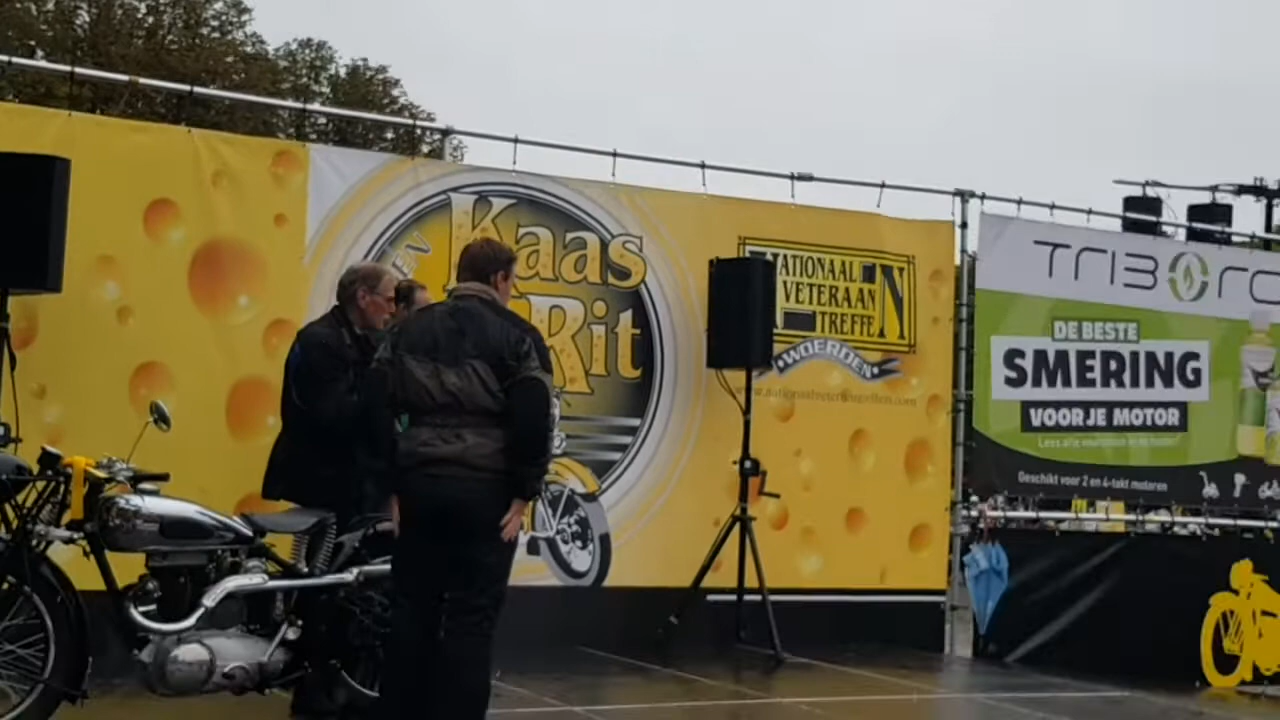 Kaas
Rit
NATIONAAL
VETERAAN
TREFFEN
WOERDEN
DE BESTE
SMERING
VOOR JE MOTOR
Geschikt voor 2 en 4-takt motoren